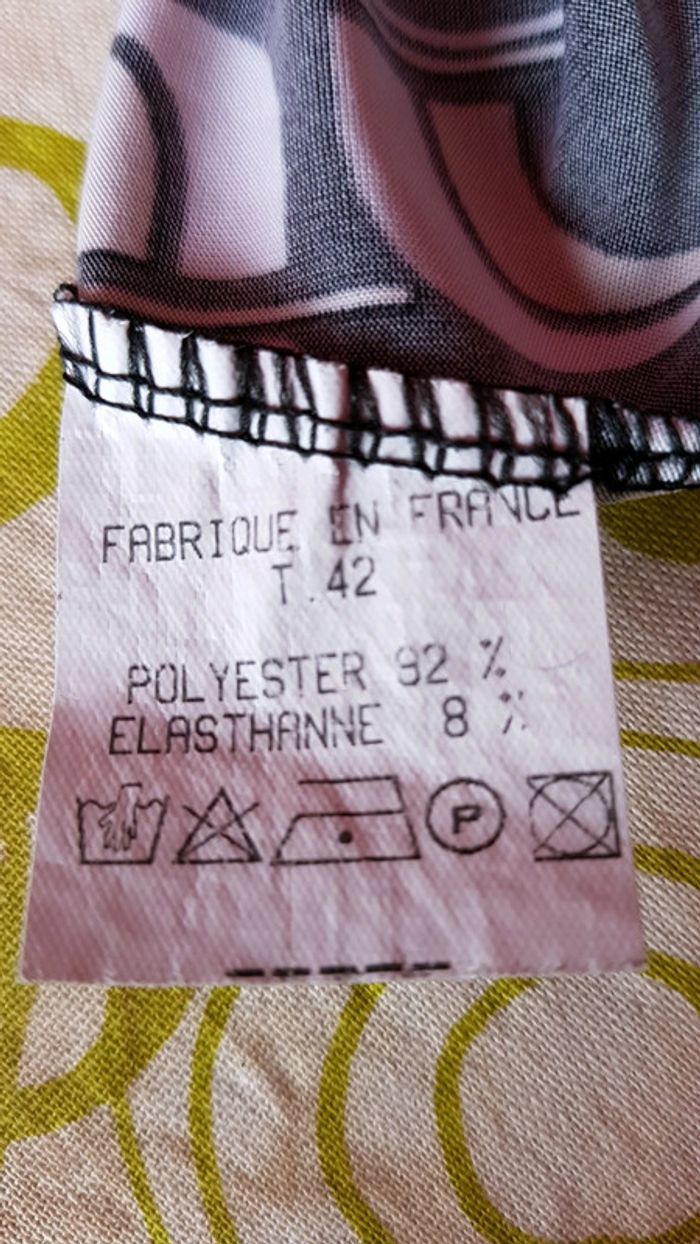 FABRIQUE EN FRANCE
T.42
POLYESTER 92 %
ELASTHANNE 8 %
P